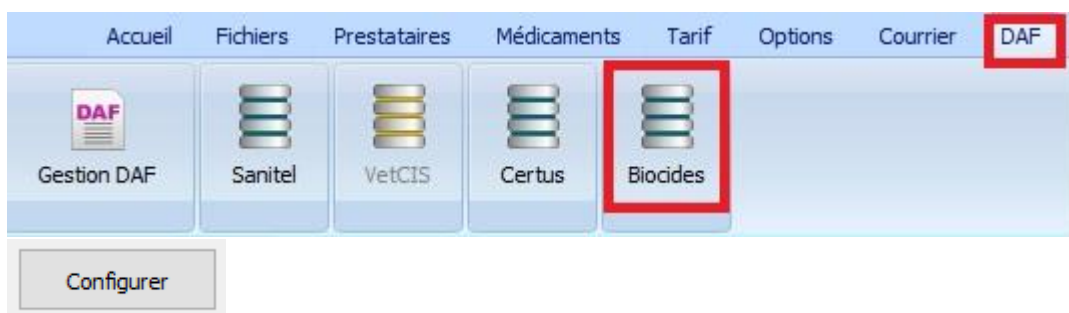 Accueil Fichiers Prestataires Médicaments Tarif Options Courrier DAF
DAF
Gestion DAF Sanitel VetCIS Certus Biocides
Configurer